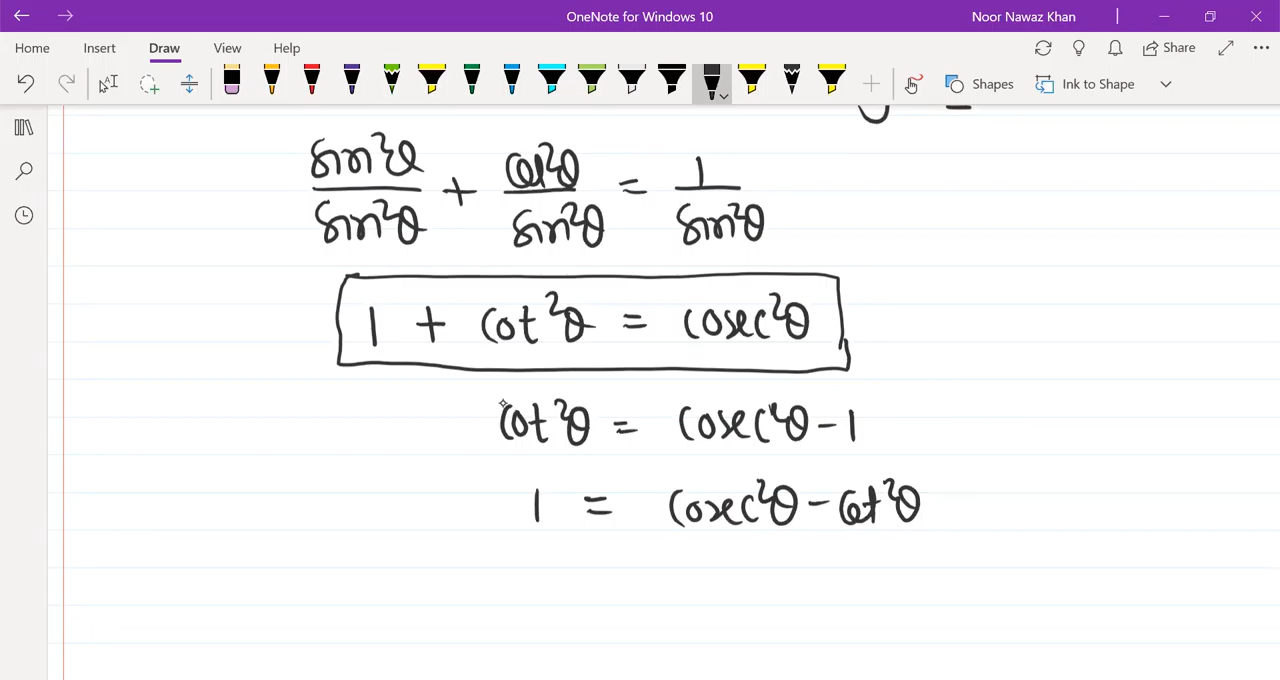 OneNote for Windows 10
Noor Nawaz Khan
Home Insert Draw View Help
Share
Shapes
Ink to Shape
sin²θ/sin²θ + cos²θ/sin²θ = 1/sin²θ
1 + cot²θ = cosec²θ
cot²θ = cosec²θ - 1
1 = cosec²θ - cot²θ